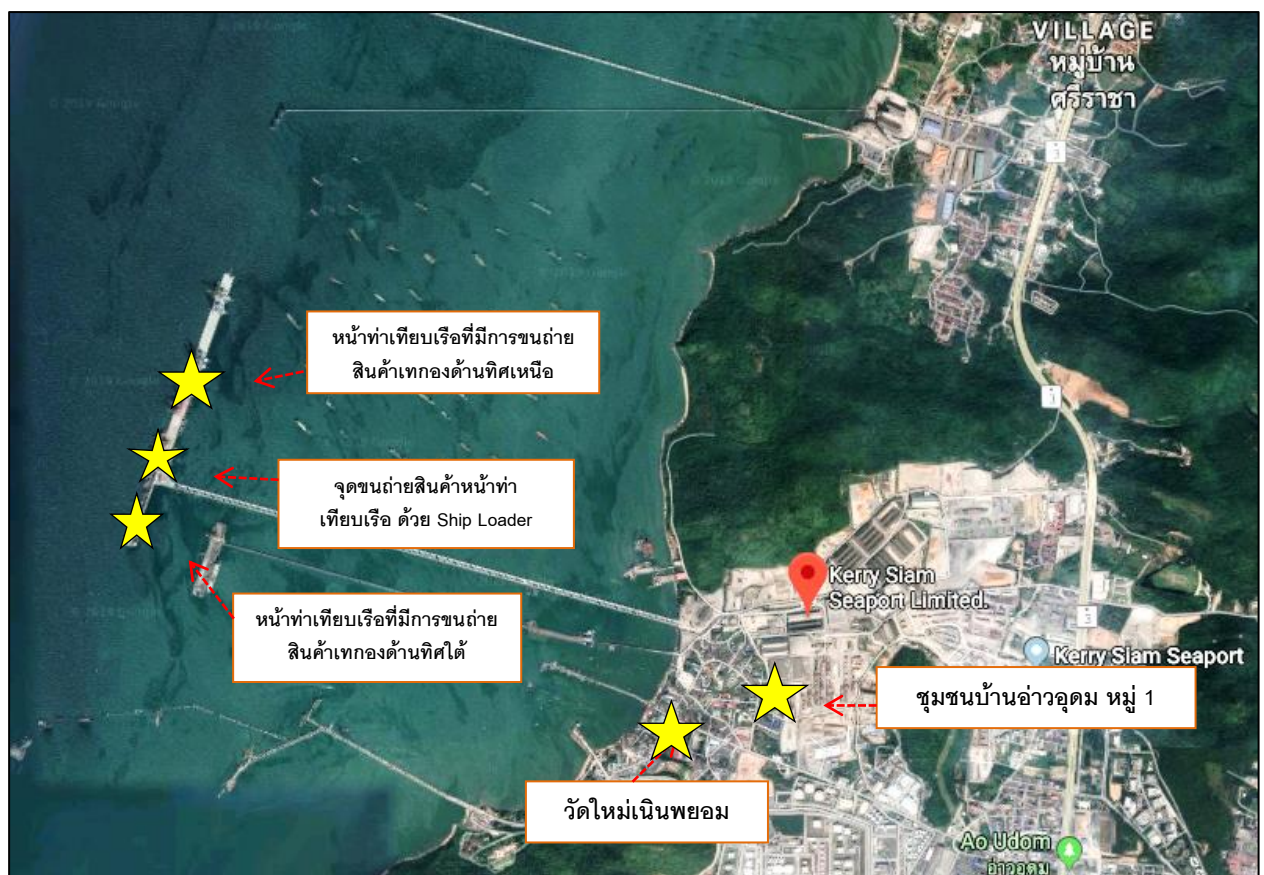 VILLAGE
หมู่บ้าน
ศรีราชา
3
หน้าท่าเทียบเรือที่มีการขนถ่าย
สินค้าเทกองด้านทิศเหนือ
3
จุดขนถ่ายสินค้าหน้าท่า
เทียบเรือ ด้วย Ship Loader
Kerry Siam
Seaport Limited.
หน้าท่าเทียบเรือที่มีการขนถ่าย
สินค้าเทกองด้านทิศใต้
3
Kerry Siam Seaport
ชุมชนบ้านอ่าวอุดม หมู่ 1
วัดใหม่เนินพยอม
Ao Udom
อ่าวอุดม